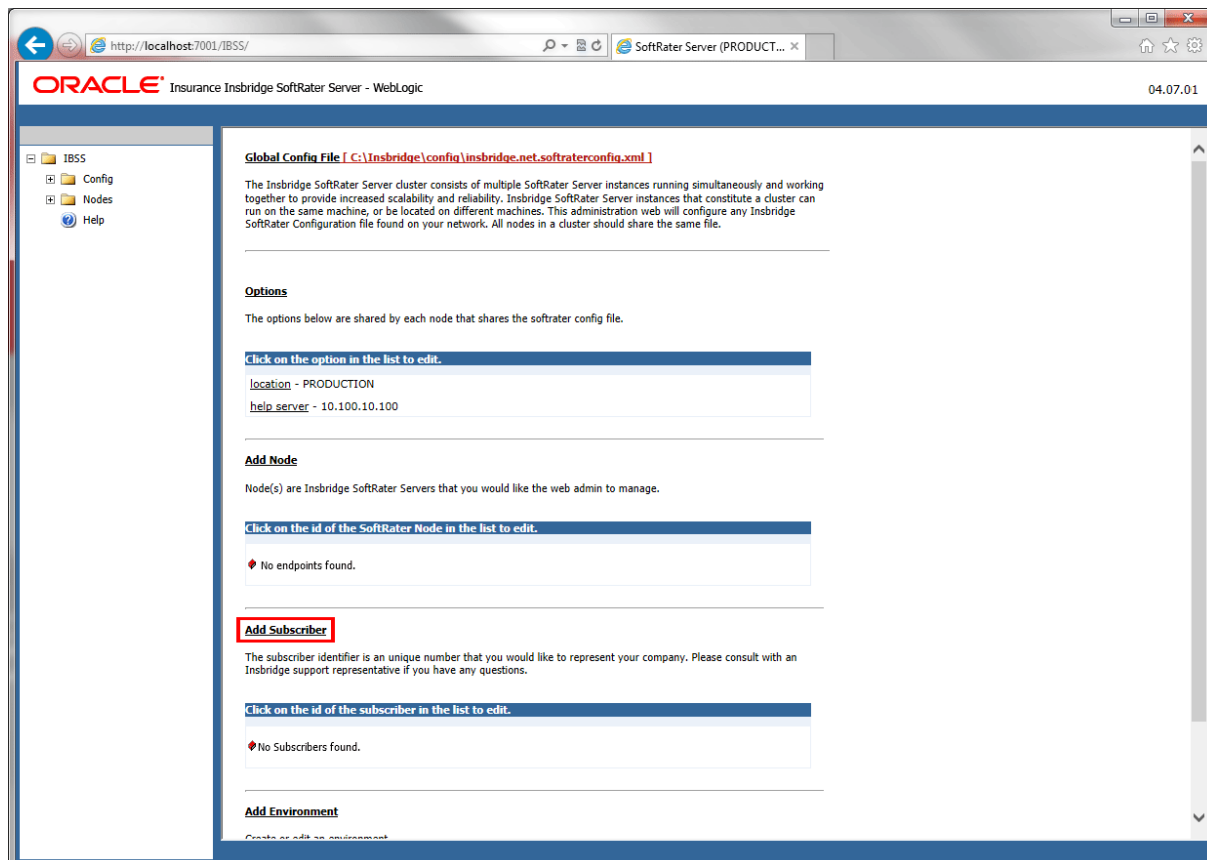 http://localhost:7001/IBSS/
SoftRater Server (PRODUCT...
ORACLE Insurance Insbridge SoftRater Server - WebLogic
04.07.01
IBSS
Config
Nodes
Help
Global Config File [ C:\Insbridge\config\insbridge.net.softraterconfig.xml ]
The Insbridge SoftRater Server cluster consists of multiple SoftRater Server instances running simultaneously and working
together to provide increased scalability and reliability. Insbridge SoftRater Server instances that constitute a cluster can
run on the same machine, or be located on different machines. This administration web will configure any Insbridge
SoftRater Configuration file found on your network. All nodes in a cluster should share the same file.
Options
The options below are shared by each node that shares the softrater config file.
Click on the option in the list to edit.
location - PRODUCTION
help server - 10.100.10.100
Add Node
Node(s) are Insbridge SoftRater Servers that you would like the web admin to manage.
Click on the id of the SoftRater Node in the list to edit.
No endpoints found.
Add Subscriber
The subscriber identifier is an unique number that you would like to represent your company. Please consult with an
Insbridge support representative if you have any questions.
Click on the id of the subscriber in the list to edit.
No Subscribers found.
Add Environment
Create or edit an environment